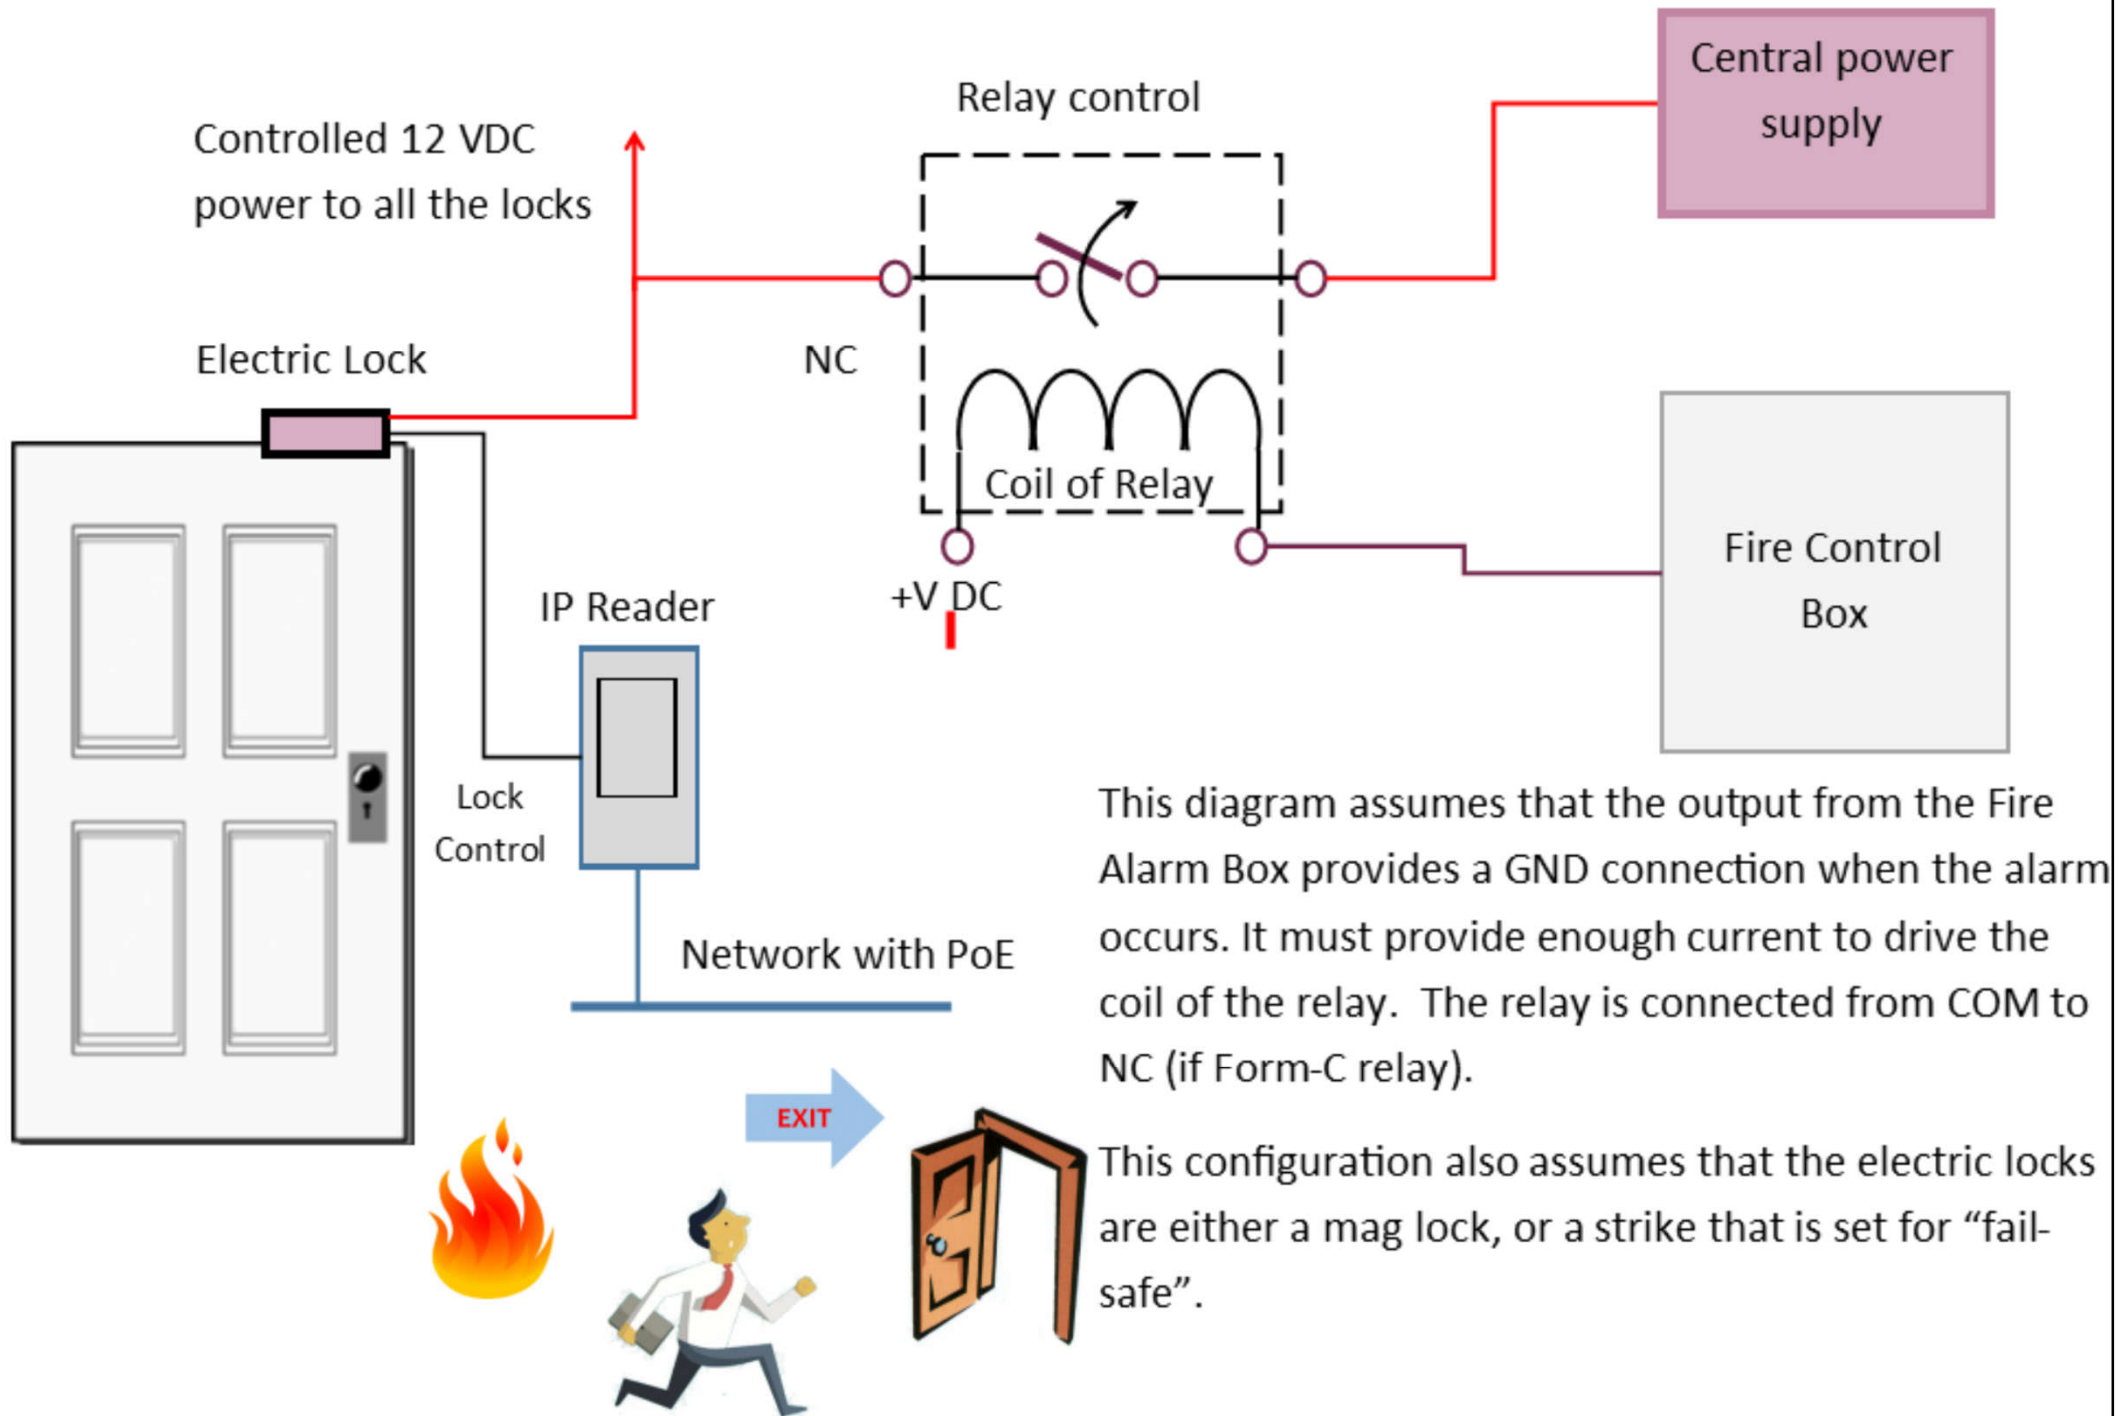 Central power
supply
Relay control
Controlled 12 VDC
power to all the locks
Electric Lock
NC
Coil of Relay
+V DC
Fire Control
Box
IP Reader
Lock
Control
Network with PoE
This diagram assumes that the output from the Fire
Alarm Box provides a GND connection when the alarm
occurs. It must provide enough current to drive the
coil of the relay.  The relay is connected from COM to
NC (if Form-C relay).
EXIT
This configuration also assumes that the electric locks
are either a mag lock, or a strike that is set for “fail-
safe”.